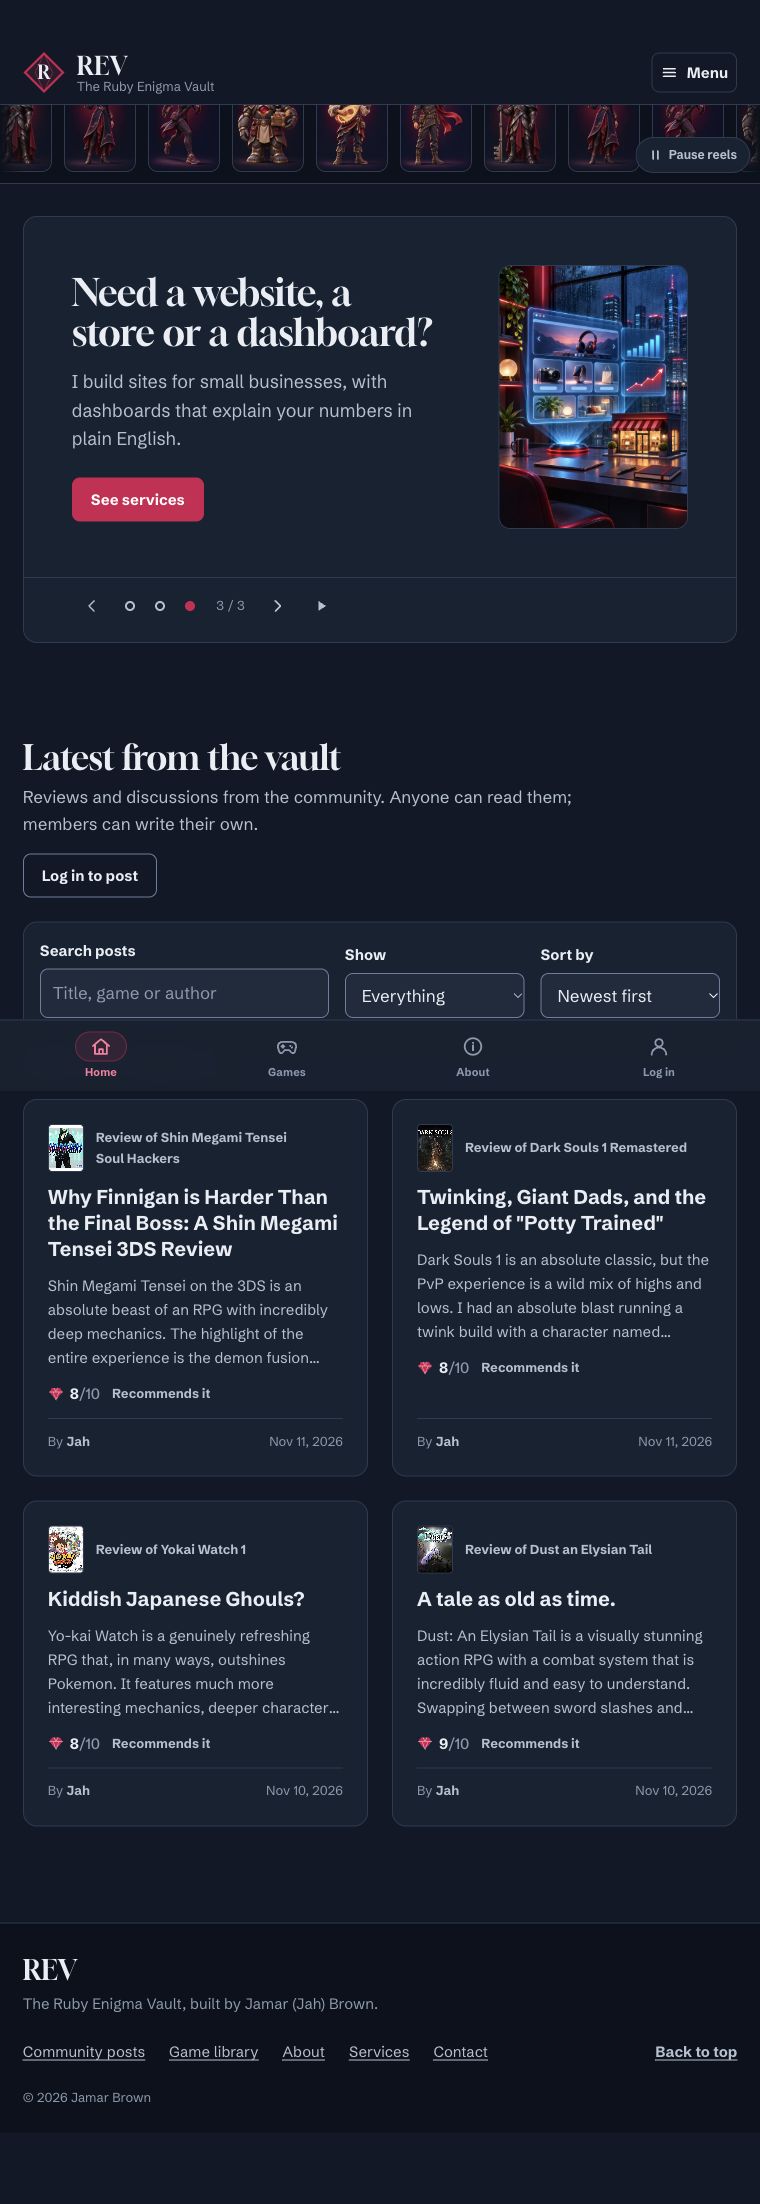 R
REV
The Ruby Enigma Vault
Menu
Pause reels
Need a website, a
store or a dashboard?
I build sites for small businesses, with
dashboards that explain your numbers in
plain English.
See services
3 / 3
Latest from the vault
Reviews and discussions from the community. Anyone can read them;
members can write their own.
Log in to post
Search posts
Show
Sort by
Title, game or author
Everything
Newest first
Home
Games
About
Log in
Review of Shin Megami Tensei
Soul Hackers
Why Finnigan is Harder Than
the Final Boss: A Shin Megami
Tensei 3DS Review
Shin Megami Tensei on the 3DS is an
absolute beast of an RPG with incredibly
deep mechanics. The highlight of the
entire experience is the demon fusion...
8/10 Recommends it
By Jah
Nov 11, 2026
DARK SOULS
Review of Dark Souls 1 Remastered
Twinking, Giant Dads, and the
Legend of "Potty Trained"
Dark Souls 1 is an absolute classic, but the
PvP experience is a wild mix of highs and
lows. I had an absolute blast running a
twink build with a character named...
8/10 Recommends it
By Jah
Nov 11, 2026
Review of Yokai Watch 1
Kiddish Japanese Ghouls?
Yo-kai Watch is a genuinely refreshing
RPG that, in many ways, outshines
Pokemon. It features much more
interesting mechanics, deeper character...
8/10 Recommends it
By Jah
Nov 10, 2026
Review of Dust an Elysian Tail
A tale as old as time.
Dust: An Elysian Tail is a visually stunning
action RPG with a combat system that is
incredibly fluid and easy to understand.
Swapping between sword slashes and...
9/10 Recommends it
By Jah
Nov 10, 2026
REV
The Ruby Enigma Vault, built by Jamar (Jah) Brown.
Community posts
Game library
About
Services
Contact
Back to top
© 2026 Jamar Brown